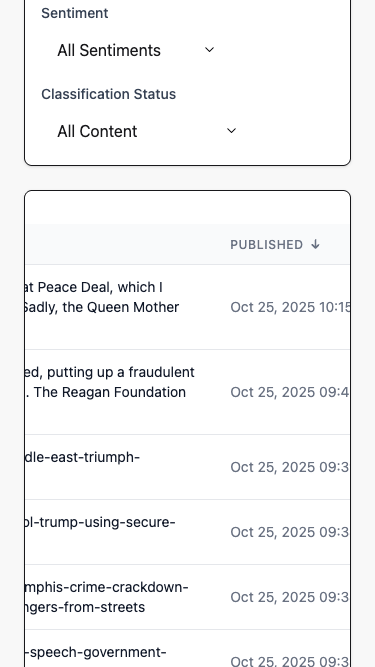 Sentiment
All Sentiments
Classification Status
All Content
PUBLISHED ↓
at Peace Deal, which I
Sadly, the Queen Mother
Oct 25, 2025 10:15
ed, putting up a fraudulent
. The Reagan Foundation
Oct 25, 2025 09:4
dle-east-triumph-
Oct 25, 2025 09:3
ol-trump-using-secure-
Oct 25, 2025 09:3
mphis-crime-crackdown-
ngers-from-streets
Oct 25, 2025 09:3
-speech-government-
Oct 25, 2025 09:3